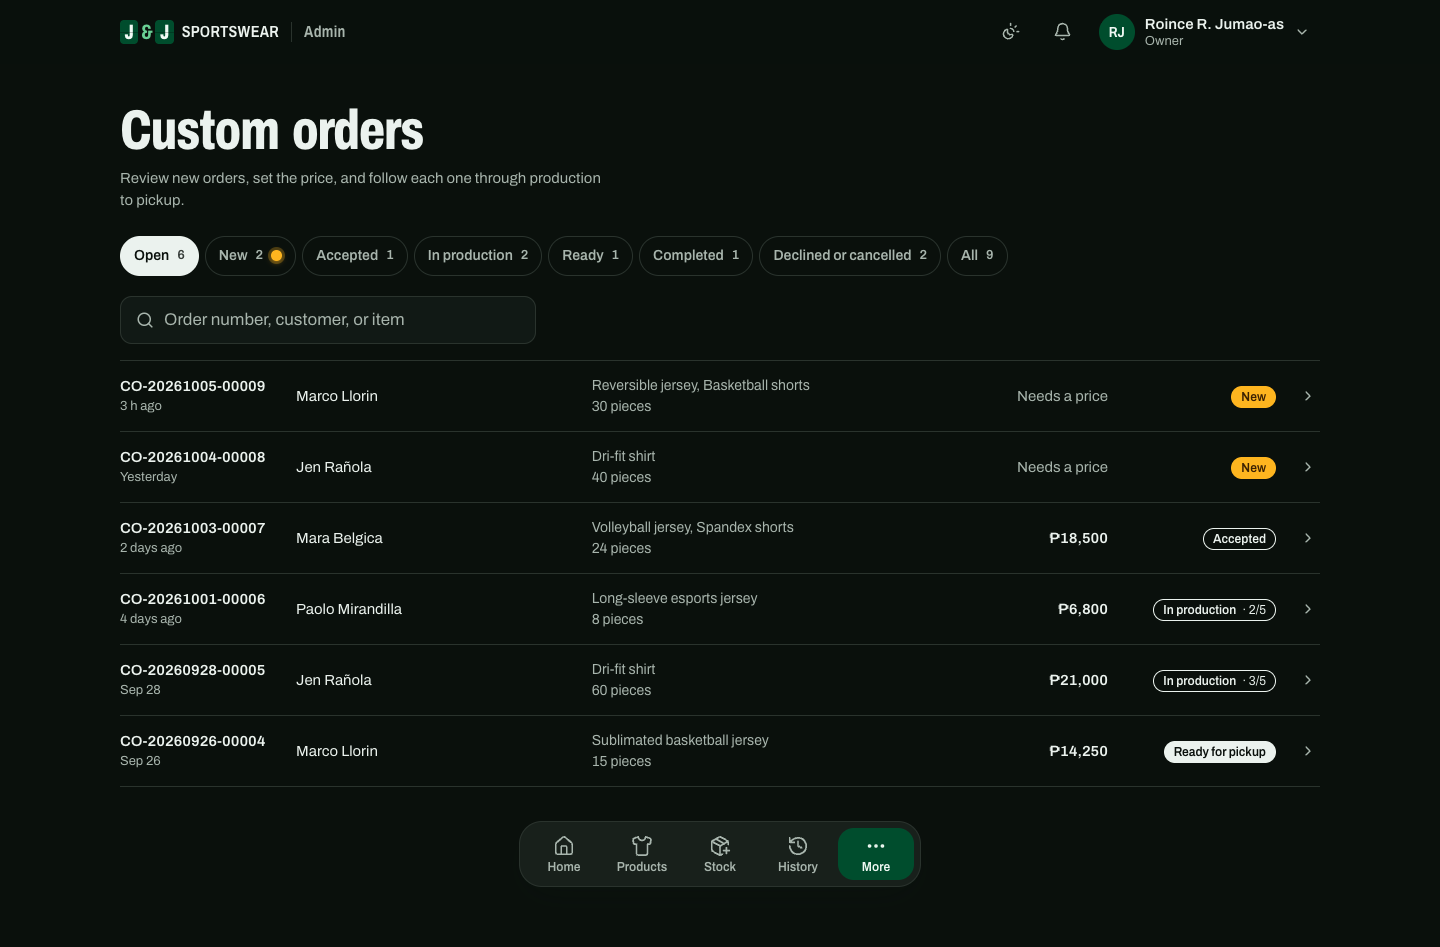 J & J SPORTSWEAR Admin
RJ
Roince R. Jumao-as
Owner
Custom orders
Review new orders, set the price, and follow each one through production
to pickup.
Open 6 New 2 Accepted 1 In production 2 Ready 1 Completed 1 Declined or cancelled 2 All 9
Order number, customer, or item
CO-20261005-00009
3 h ago
Marco Llorin
Reversible jersey, Basketball shorts
30 pieces
Needs a price
New
CO-20261004-00008
Yesterday
Jen Rañola
Dri-fit shirt
40 pieces
Needs a price
New
CO-20261003-00007
2 days ago
Mara Belgica
Volleyball jersey, Spandex shorts
24 pieces
₱18,500
Accepted
CO-20261001-00006
4 days ago
Paolo Mirandilla
Long-sleeve esports jersey
8 pieces
₱6,800
In production · 2/5
CO-20260928-00005
Sep 28
Jen Rañola
Dri-fit shirt
60 pieces
₱21,000
In production · 3/5
CO-20260926-00004
Sep 26
Marco Llorin
Sublimated basketball jersey
15 pieces
₱14,250
Ready for pickup
Home Products Stock History More